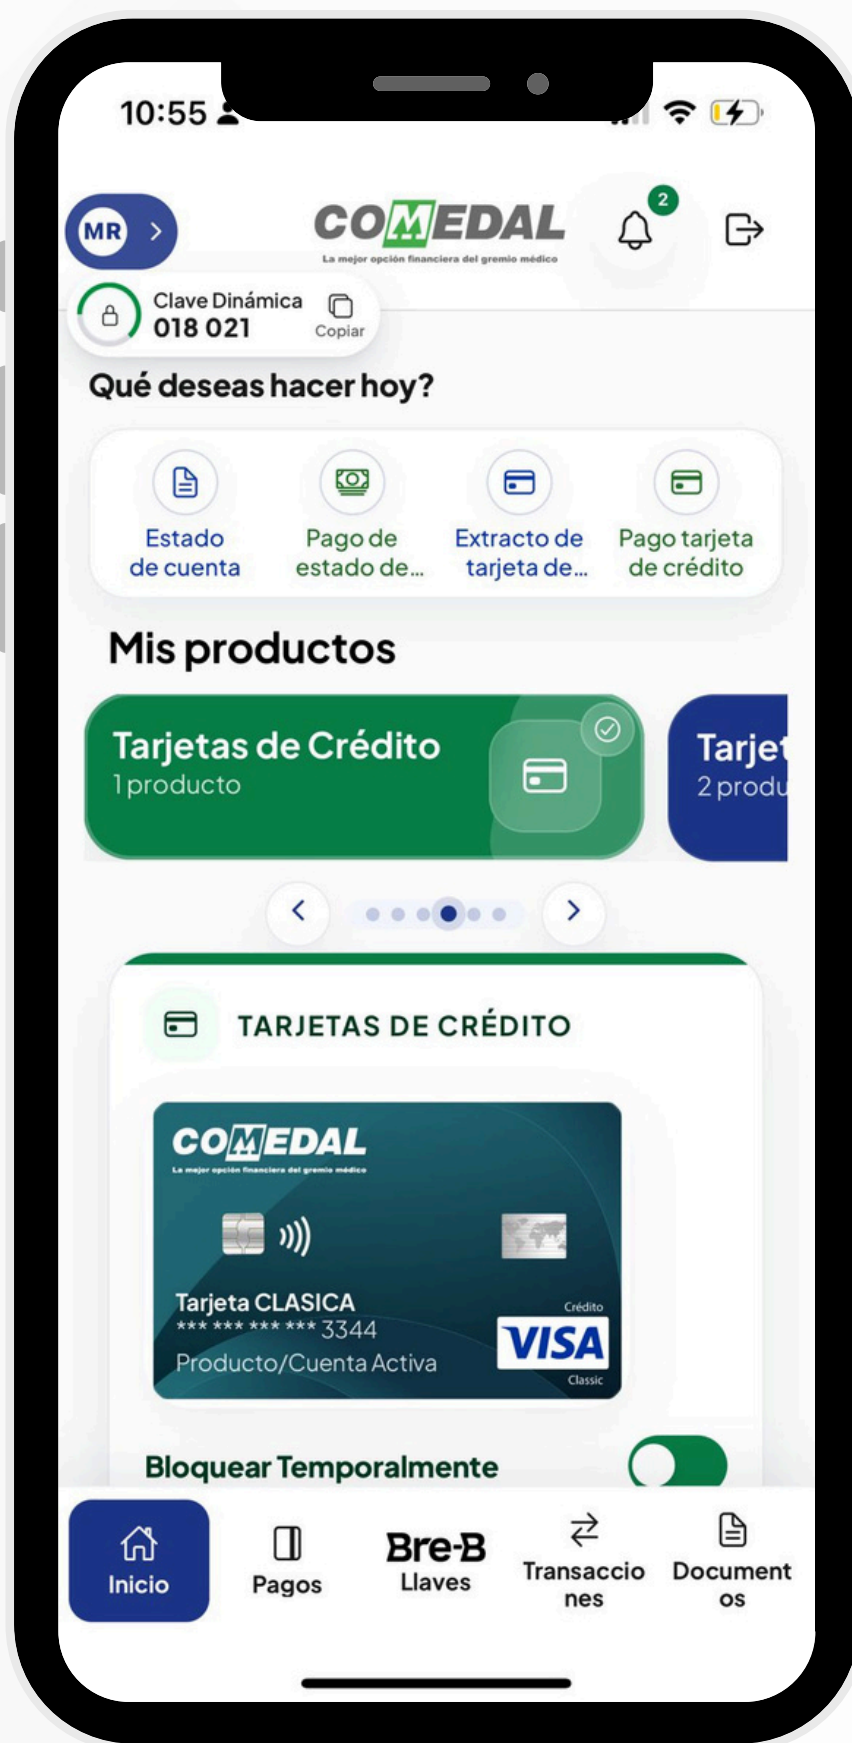 10:55
MR
COMEDAL
La mejor opción financiera del gremio médico
2
Clave Dinámica
018 021
Copiar
Qué deseas hacer hoy?
Estado
de cuenta
Pago de
estado de...
Extracto de
tarjeta de...
Pago tarjeta
de crédito
Mis productos
Tarjetas de Crédito
1 producto
Tarjet
2 produ
TARJETAS DE CRÉDITO
COMEDAL
La mejor opción financiera del gremio médico
Tarjeta CLASICA
*** *** *** *** 3344
Producto/Cuenta Activa
Crédito
VISA
Classic
Bloquear Temporalmente
Inicio
Pagos
Bre-B
Llaves
Transaccio
nes
Document
os